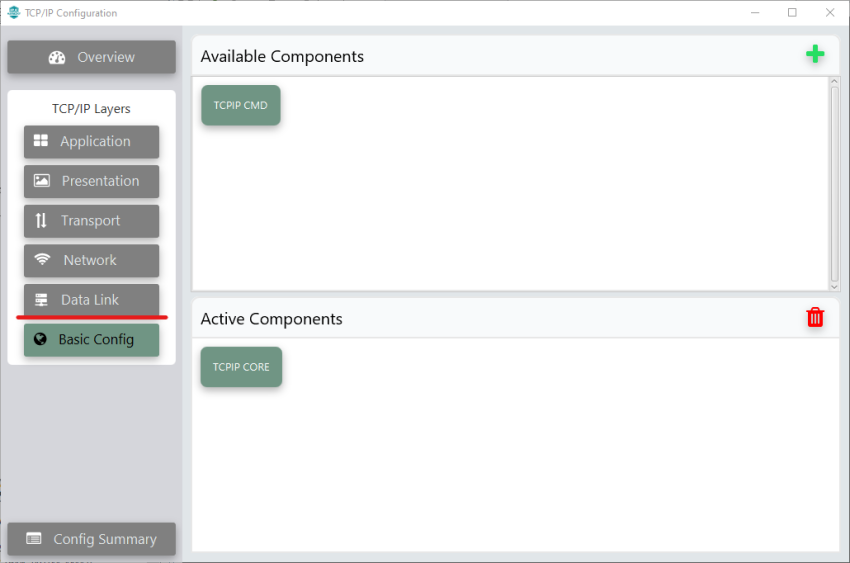 TCP/IP Configuration
Overview
TCP/IP Layers
Application
Presentation
Transport
Network
Data Link
Basic Config
Config Summary
Available Components
TCPIP CMD
Active Components
TCPIP CORE